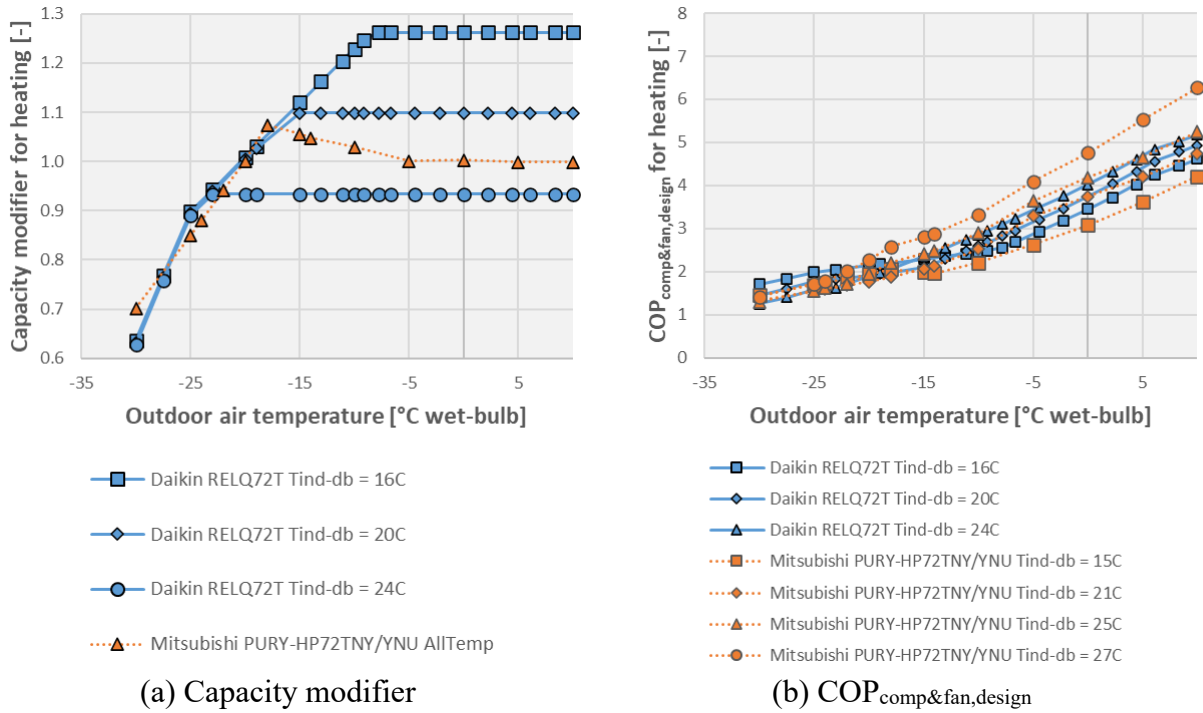 Capacity modifier for heating [-]
1.3
1.2
1.1
1.0
0.9
0.8
0.7
0.6
-35
-25
-15
-5
5
Outdoor air temperature [°C wet-bulb]
Daikin RELQ72T Tind-db = 16C
Daikin RELQ72T Tind-db = 20C
Daikin RELQ72T Tind-db = 24C
Mitsubishi PURY-HP72TNY/YNU AllTemp
(a) Capacity modifier
COPcomp&fan,design for heating [-]
8
7
6
5
4
3
2
1
0
-35
-25
-15
-5
5
Outdoor air temperature [°C wet-bulb]
Daikin RELQ72T Tind-db = 16C
Daikin RELQ72T Tind-db = 20C
Daikin RELQ72T Tind-db = 24C
Mitsubishi PURY-HP72TNY/YNU Tind-db = 15C
Mitsubishi PURY-HP72TNY/YNU Tind-db = 21C
Mitsubishi PURY-HP72TNY/YNU Tind-db = 25C
Mitsubishi PURY-HP72TNY/YNU Tind-db = 27C
(b) COPcomp&fan,design